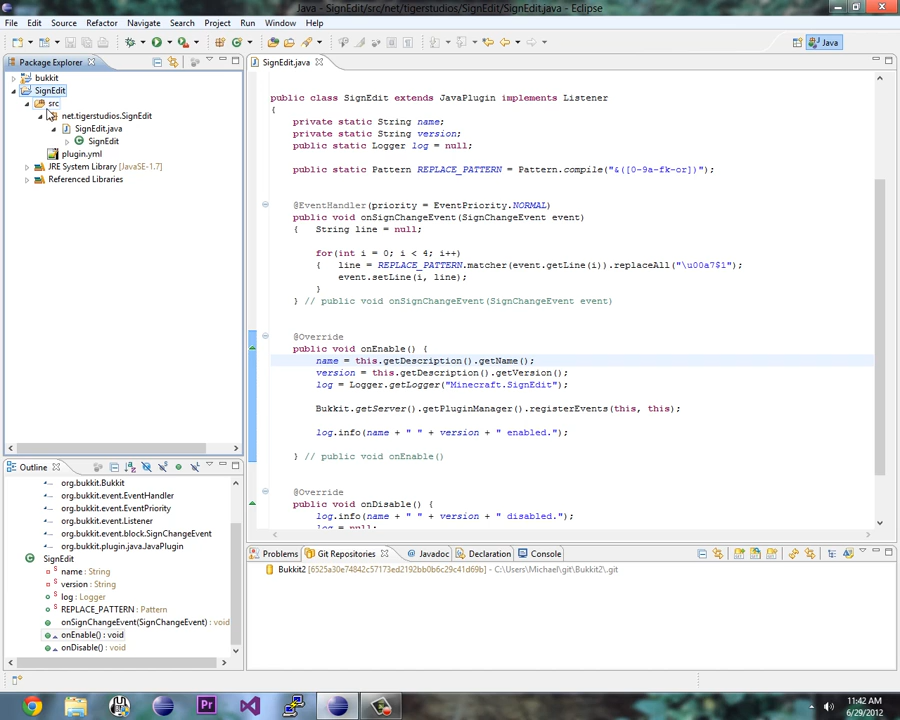 Java - SignEdit/src/net/tigerstudios/SignEdit/SignEdit.java - Eclipse
File Edit Source Refactor Navigate Search Project Run Window Help
Java
Package Explorer
bukkit
SignEdit
src
net.tigerstudios.SignEdit
SignEdit.java
SignEdit
plugin.yml
JRE System Library [JavaSE-1.7]
Referenced Libraries
SignEdit.java
public class SignEdit extends JavaPlugin implements Listener
{
private static String name;
private static String version;
public static Logger log = null;
public static Pattern REPLACE_PATTERN = Pattern.compile("&([0-9a-fk-or])");
@EventHandler(priority = EventPriority.NORMAL)
public void onSignChangeEvent(SignChangeEvent event)
{ String line = null;
for(int i = 0; i < 4; i++)
{ line = REPLACE_PATTERN.matcher(event.getLine(i)).replaceAll("\u00a7$1");
event.setLine(i, line);
}
} // public void onSignChangeEvent(SignChangeEvent event)
@Override
public void onEnable() {
name = this.getDescription().getName();
version = this.getDescription().getVersion();
log = Logger.getLogger("Minecraft.SignEdit");
Bukkit.getServer().getPluginManager().registerEvents(this, this);
log.info(name + " " + version + " enabled.");
} // public void onEnable()
@Override
public void onDisable() {
log.info(name + " " + version + " disabled.");
log = null;
Outline
org.bukkit.Bukkit
org.bukkit.event.EventHandler
org.bukkit.event.EventPriority
org.bukkit.event.Listener
org.bukkit.event.block.SignChangeEvent
org.bukkit.plugin.java.JavaPlugin
SignEdit
name : String
version : String
log : Logger
REPLACE_PATTERN : Pattern
onSignChangeEvent(SignChangeEvent) : void
onEnable() : void
onDisable() : void
Problems Git Repositories Javadoc Declaration Console
Bukkit2 [6525a30e74842c57173ed2192bb0b6c29c41d69b] - C:\Users\Michael\git\Bukkit2\.git
Pr
11:42 AM
6/29/2012